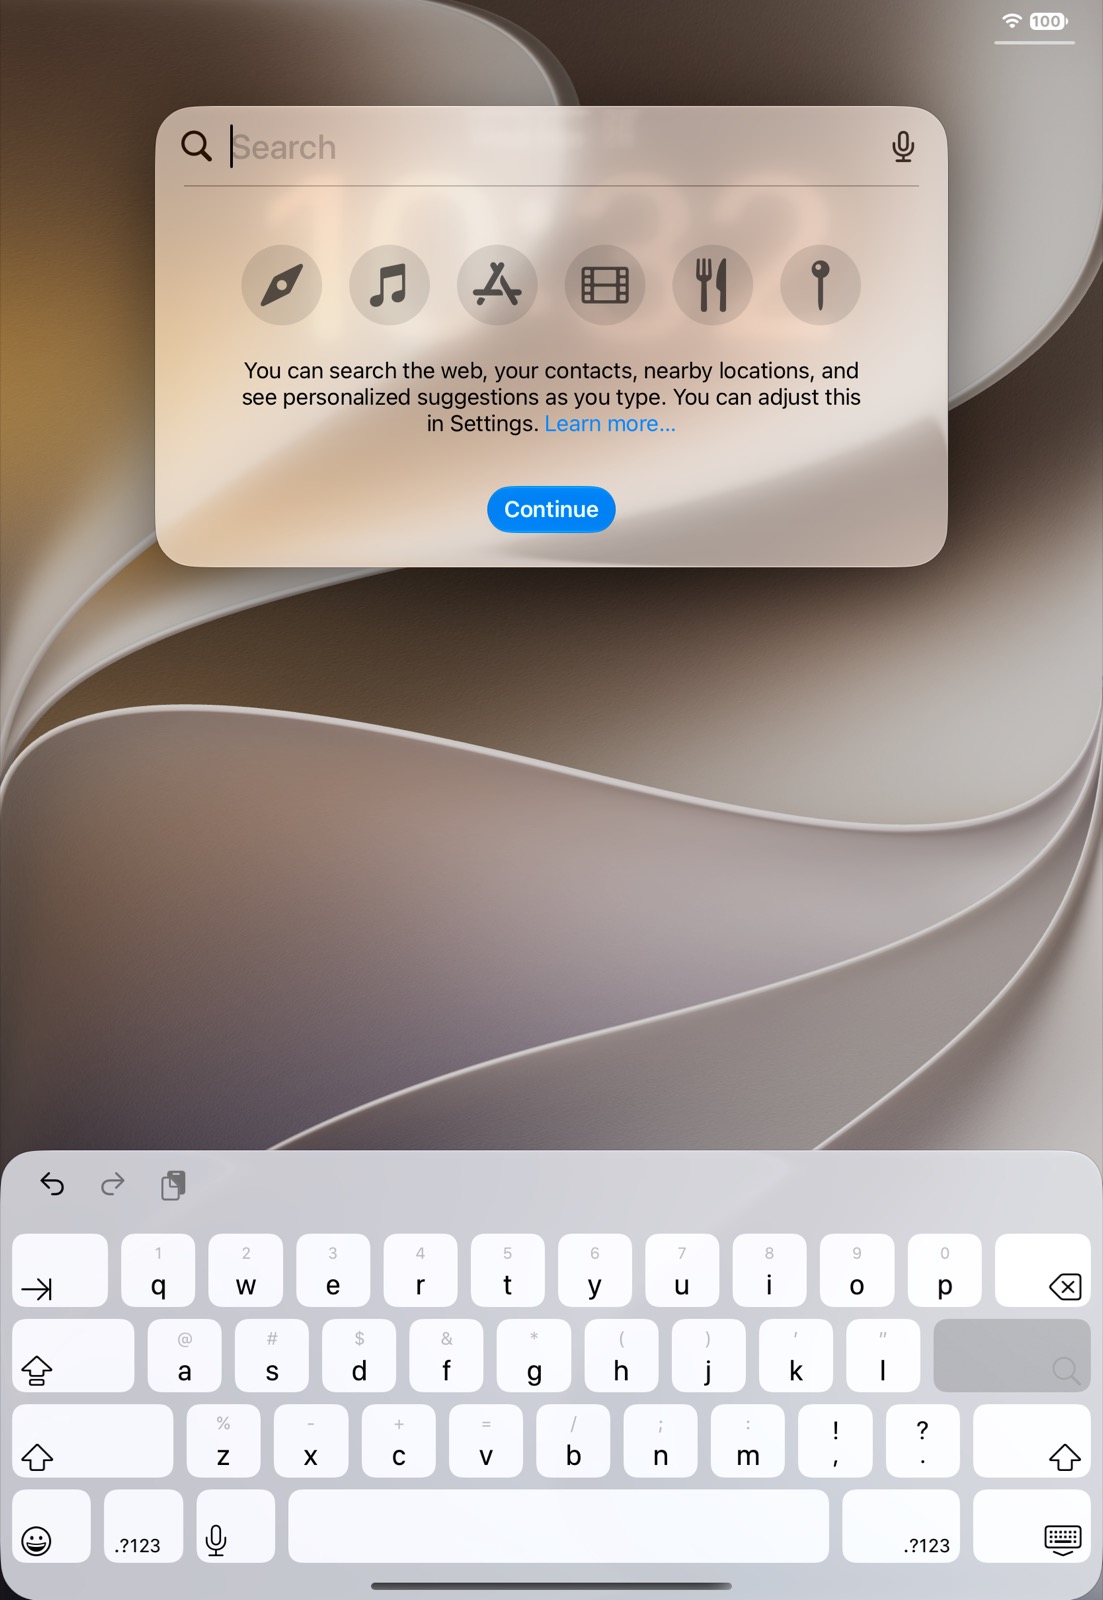 100
Search
10:32
You can search the web, your contacts, nearby locations, and
see personalized suggestions as you type. You can adjust this
in Settings. Learn more...
Continue
1 2 3 4 5 6 7 8 9 0
q w e r t y u i o p
@ # $ & * ( ) ' "
a s d f g h j k l
% - + = / ; : ! ?
z x c v b n m , .
.?123 .?123